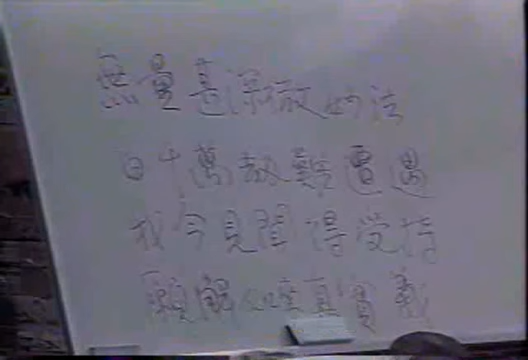 無量甚深微妙法
百千萬劫難遭遇
我今見聞得受持
願解如來真實義